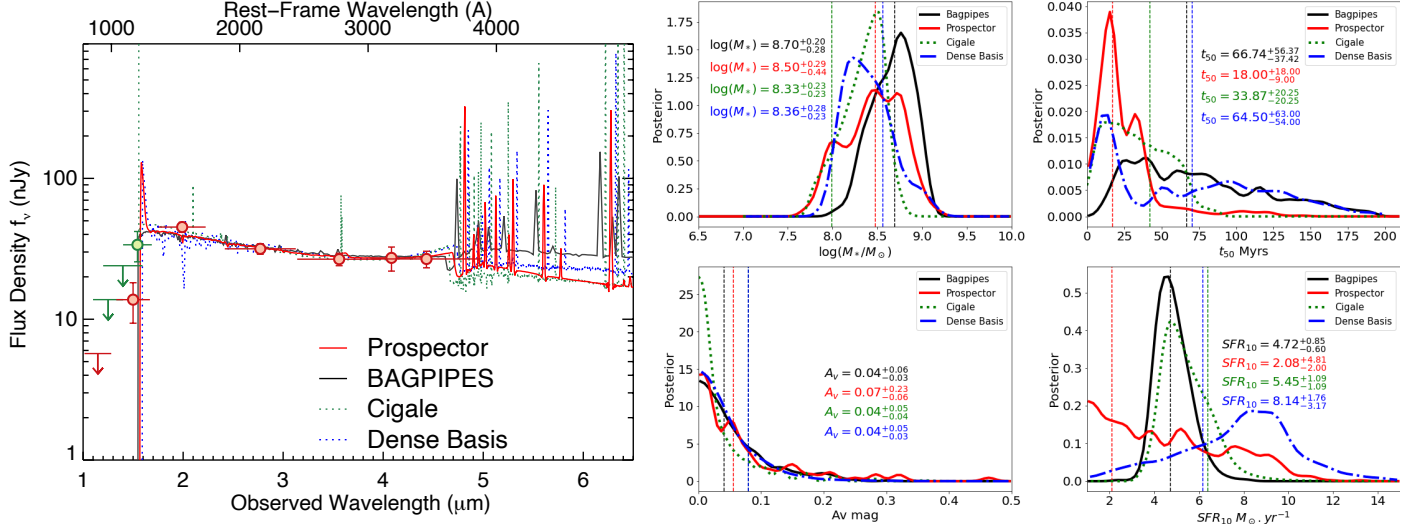 Rest-Frame Wavelength (A)
1000 2000 3000 4000
Flux Density fν (nJy)
100
10
1
Prospector
BAGPIPES
Cigale
Dense Basis
1 2 3 4 5 6
Observed Wavelength (μm)
Posterior
1.75
1.50
1.25
1.00
0.75
0.50
0.25
0.00
log(M*) = 8.70 +0.20 −0.28
log(M*) = 8.50 +0.29 −0.44
log(M*) = 8.33 +0.23 −0.23
log(M*) = 8.36 +0.28 −0.23
Bagpipes
Prospector
Cigale
Dense Basis
6.5 7.0 7.5 8.0 8.5 9.0 9.5 10.0
log(M*/M⊙)
Posterior
0.040
0.035
0.030
0.025
0.020
0.015
0.010
0.005
0.000
Bagpipes
Prospector
Cigale
Dense Basis
t50 = 66.74 +56.37 −37.42
t50 = 18.00 +18.00 −9.00
t50 = 33.87 +20.25 −20.25
t50 = 64.50 +63.00 −54.00
0 25 50 75 100 125 150 175 200
t50 Myrs
Posterior
25
20
15
10
5
0
Bagpipes
Prospector
Cigale
Dense Basis
Av = 0.04 +0.06 −0.03
Av = 0.07 +0.23 −0.06
Av = 0.04 +0.05 −0.04
Av = 0.04 +0.05 −0.03
0.0 0.1 0.2 0.3 0.4 0.5
Av mag
Posterior
0.5
0.4
0.3
0.2
0.1
0.0
Bagpipes
Prospector
Cigale
Dense Basis
SFR10 = 4.72 +0.85 −0.60
SFR10 = 2.08 +4.81 −2.00
SFR10 = 5.45 +1.09 −1.09
SFR10 = 8.14 +1.76 −3.17
2 4 6 8 10 12 14
SFR10 M⊙. yr−1